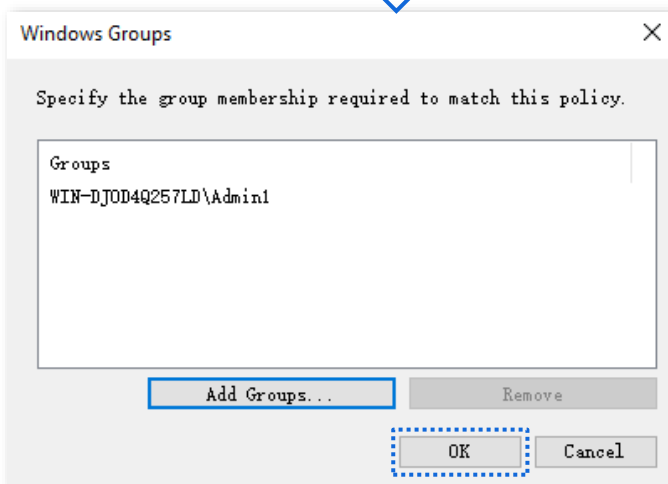 Windows Groups
Specify the group membership required to match this policy.
Groups
WIN-DJOD4Q257LD\Admin1
Add Groups...
Remove
OK
Cancel